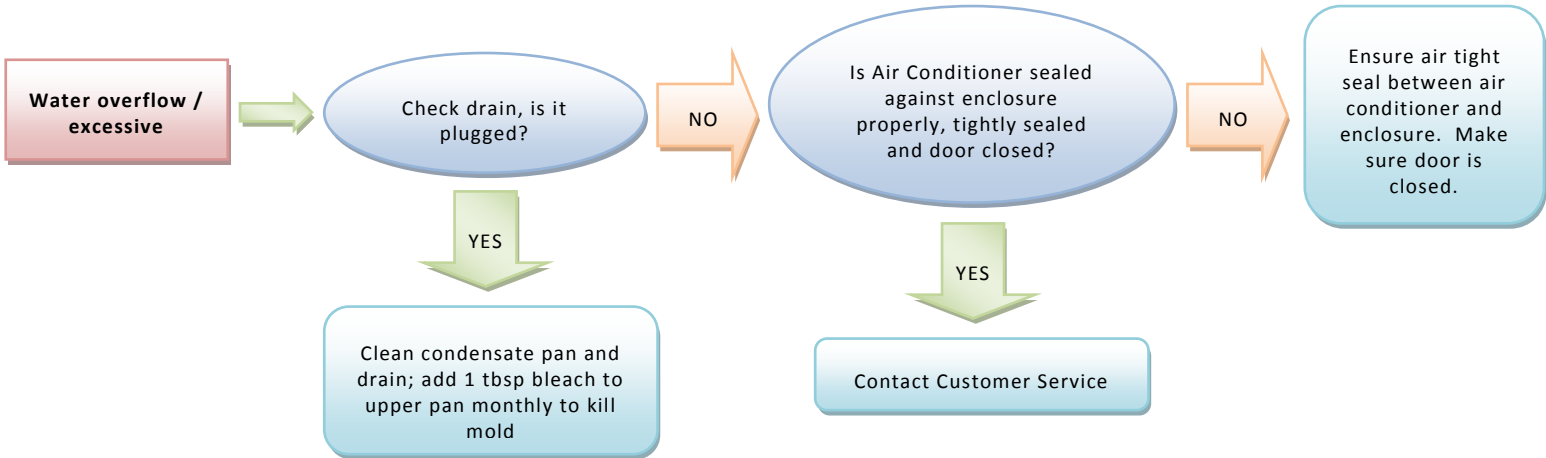 Water overflow /
excessive
Check drain, is it
plugged?
NO
Is Air Conditioner sealed
against enclosure
properly, tightly sealed
and door closed?
NO
Ensure air tight
seal between air
conditioner and
enclosure. Make
sure door is
closed.
YES
YES
Clean condensate pan and
drain; add 1 tbsp bleach to
upper pan monthly to kill
mold
Contact Customer Service